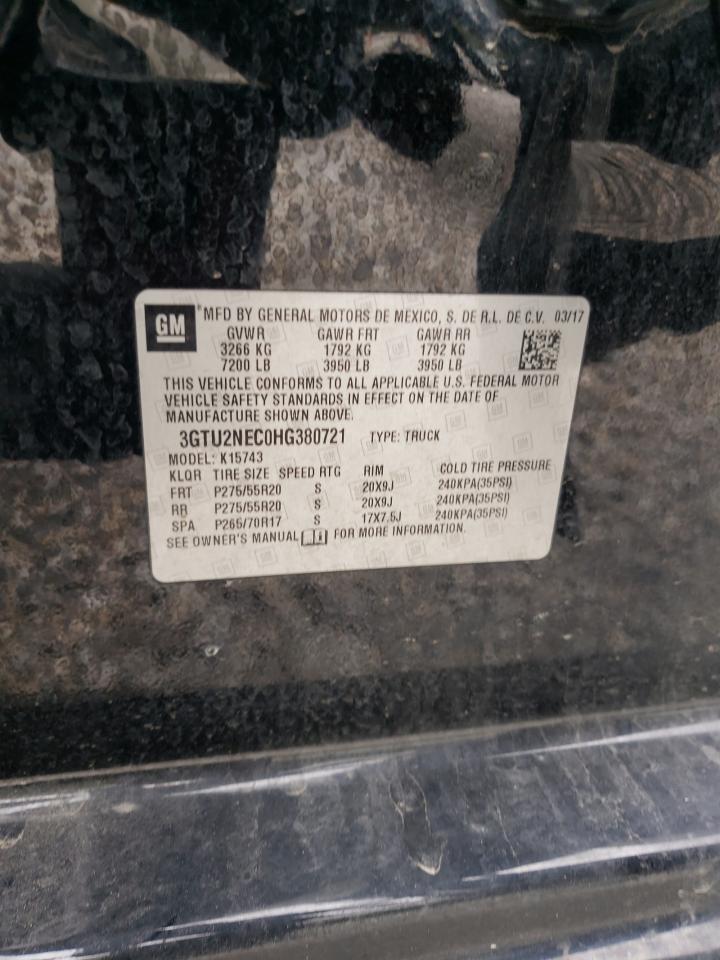 GM
*MFD BY GENERAL MOTORS DE MEXICO, S. DE R.L. DE C.V. 03/17
GVWR GAWR FRT GAWR RR
3266 KG 1792 KG 1792 KG
7200 LB 3950 LB 3950 LB
THIS VEHICLE CONFORMS TO ALL APPLICABLE U.S. FEDERAL MOTOR
VEHICLE SAFETY STANDARDS IN EFFECT ON THE DATE OF
MANUFACTURE SHOWN ABOVE.
3GTU2NEC0HG380721 TYPE: TRUCK
MODEL: K15743
KLQR TIRE SIZE SPEED RTG RIM COLD TIRE PRESSURE
FRT P275/55R20 S 20X9J 240KPA(35PSI)
RR P275/55R20 S 20X9J 240KPA(35PSI)
SPA P265/70R17 S 17X7.5J 240KPA(35PSI)
SEE OWNER'S MANUAL FOR MORE INFORMATION.